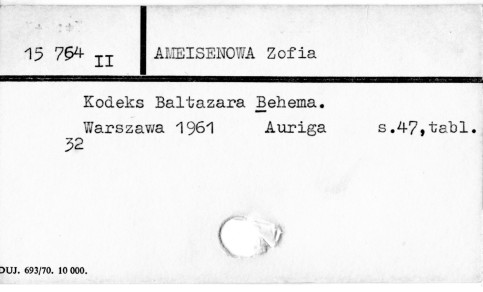 15 764 II
AMEISENOWA Zofia
Kodeks Baltazara Behema.
Warszawa 1961 Auriga s.47,tabl.
32
DUJ. 693/70. 10 000.